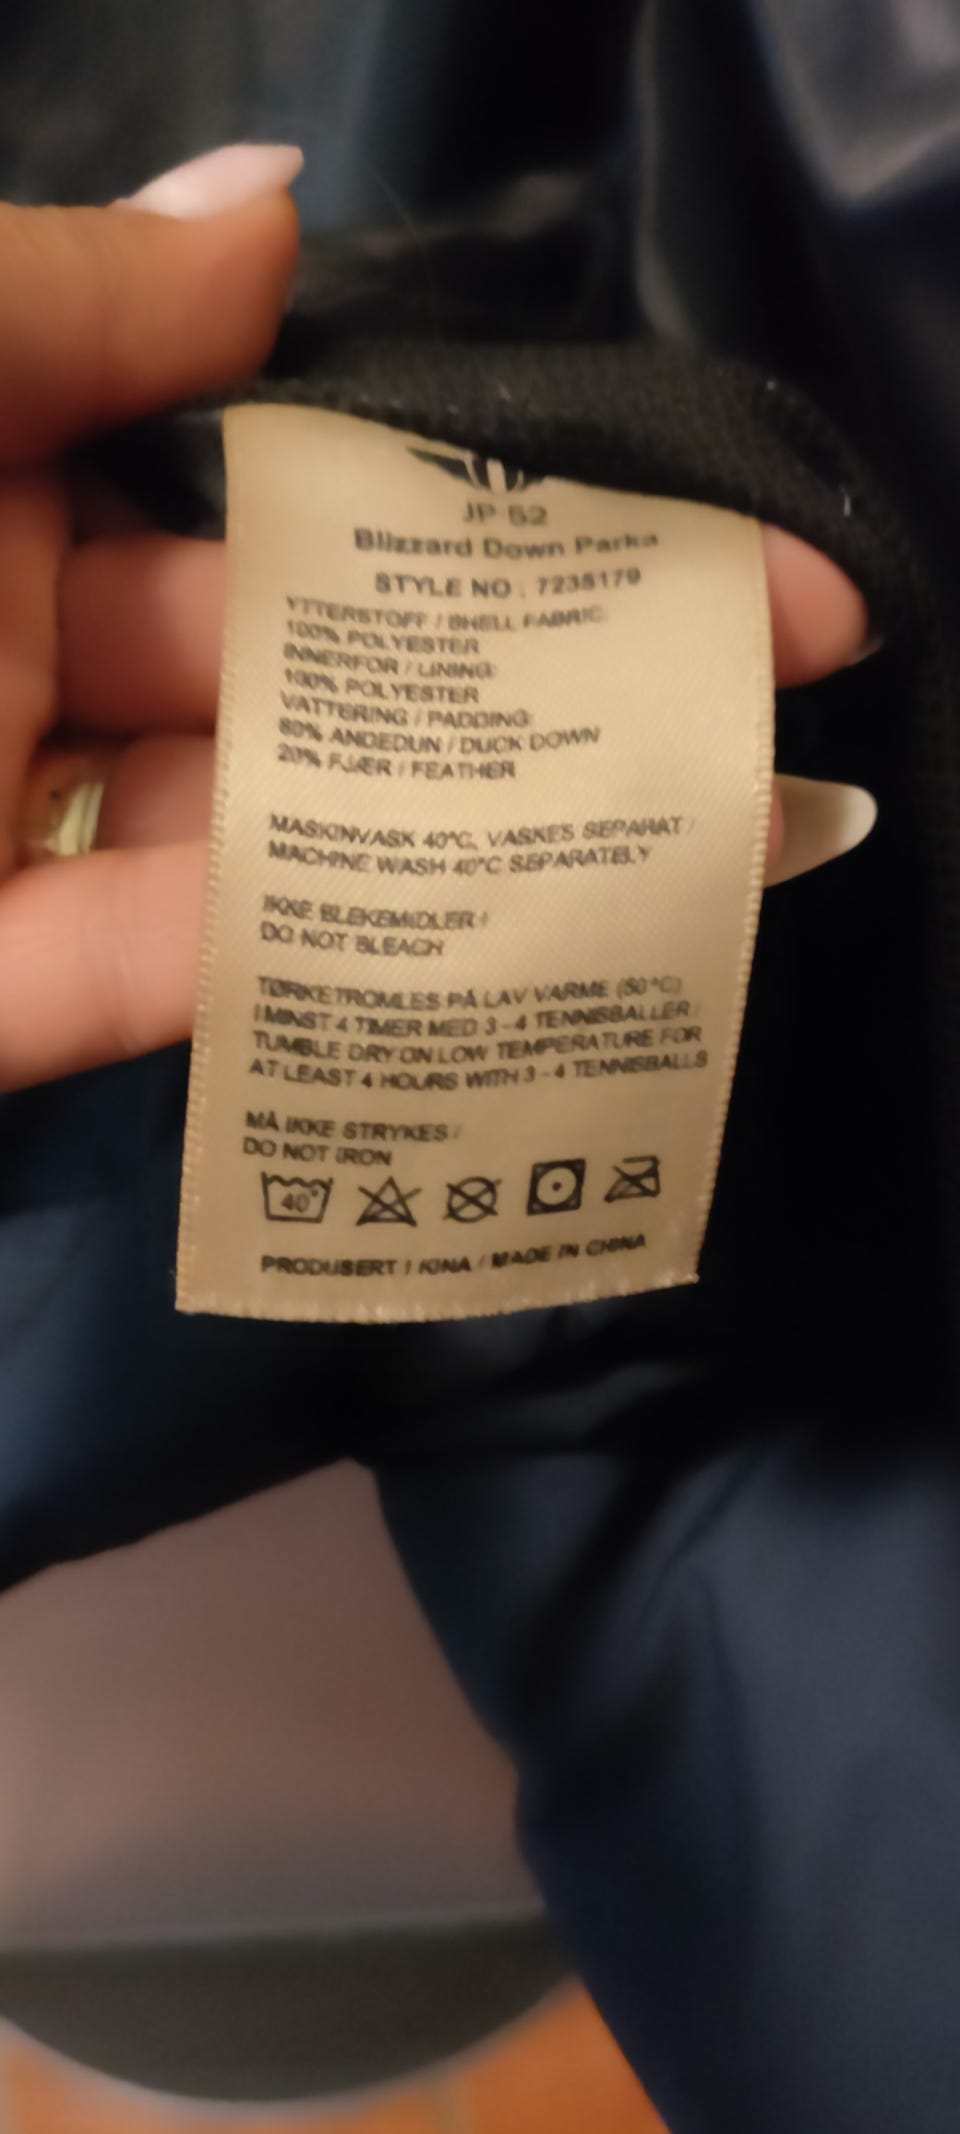 JP 52
Blizzard Down Parka
STYLE NO : 7235179
YTTERSTOFF / SHELL FABRIC:
100% POLYESTER
INNERFOR / LINING:
100% POLYESTER
VATTERING / PADDING:
80% ANDEDUN / DUCK DOWN
20% FJÆR / FEATHER
MASKINVASK 40°C, VASKES SEPARAT /
MACHINE WASH 40°C SEPARATELY
IKKE BLEKEMIDLER /
DO NOT BLEACH
TØRKETROMLES PÅ LAV VARME (50°C)
I MINST 4 TIMER MED 3-4 TENNISBALLER /
TUMBLE DRY ON LOW TEMPERATURE FOR
AT LEAST 4 HOURS WITH 3-4 TENNISBALLS
MÅ IKKE STRYKES /
DO NOT IRON
40°
PRODUSERT I KINA / MADE IN CHINA